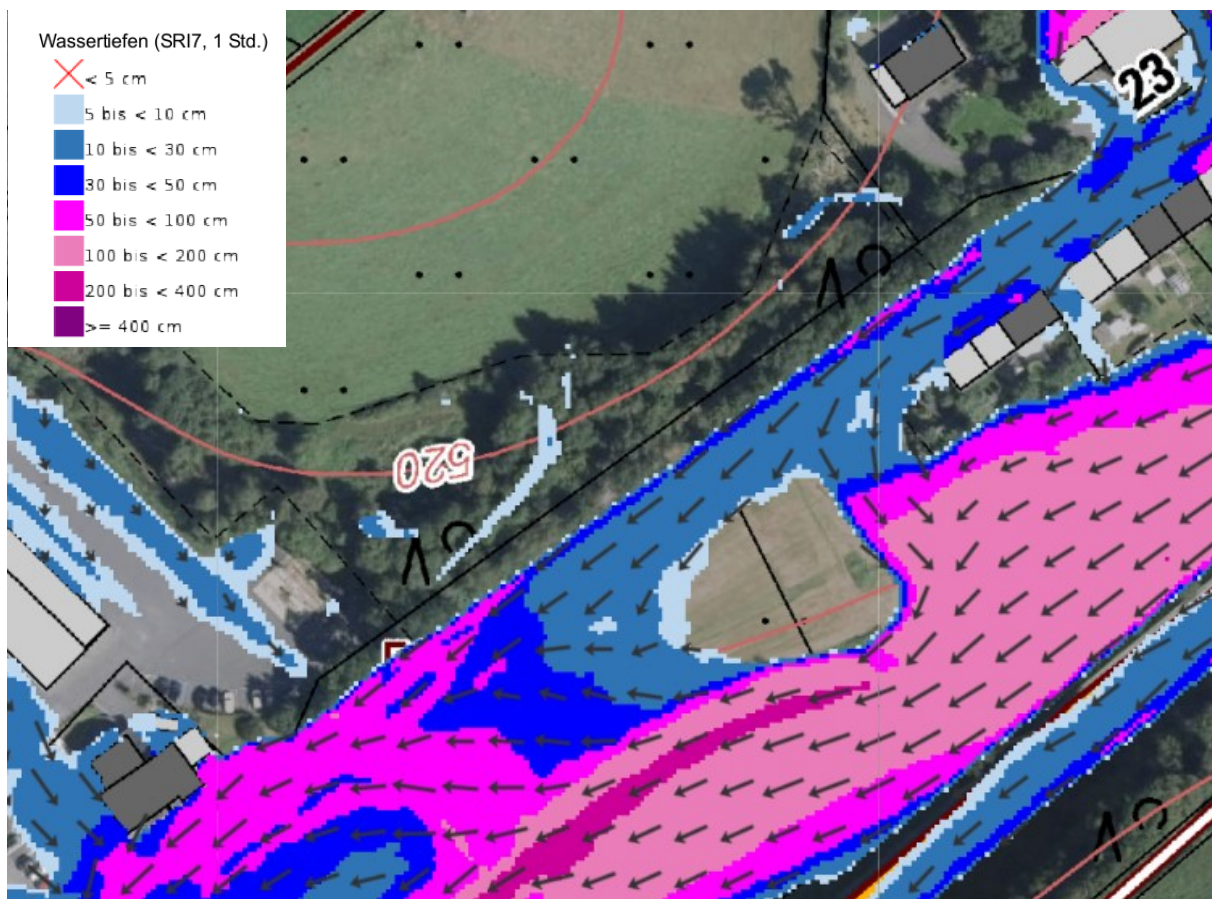 Wassertiefen (SRI7, 1 Std.)
< 5 cm
5 bis < 10 cm
10 bis < 30 cm
30 bis < 50 cm
50 bis < 100 cm
100 bis < 200 cm
200 bis < 400 cm
>= 400 cm
23
520